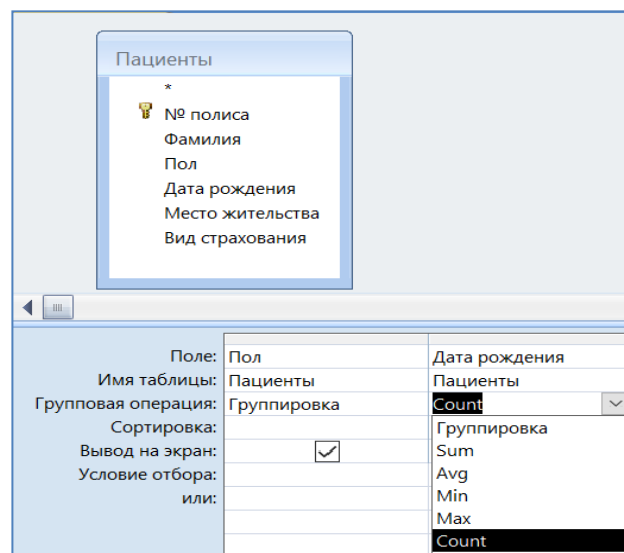 Пациенты
*
№ полиса
Фамилия
Пол
Дата рождения
Место жительства
Вид страхования
Поле: Пол Дата рождения
Имя таблицы: Пациенты Пациенты
Групповая операция: Группировка Count
Сортировка: Группировка
Вывод на экран: Sum
Условие отбора: Avg
или: Min
Max
Count